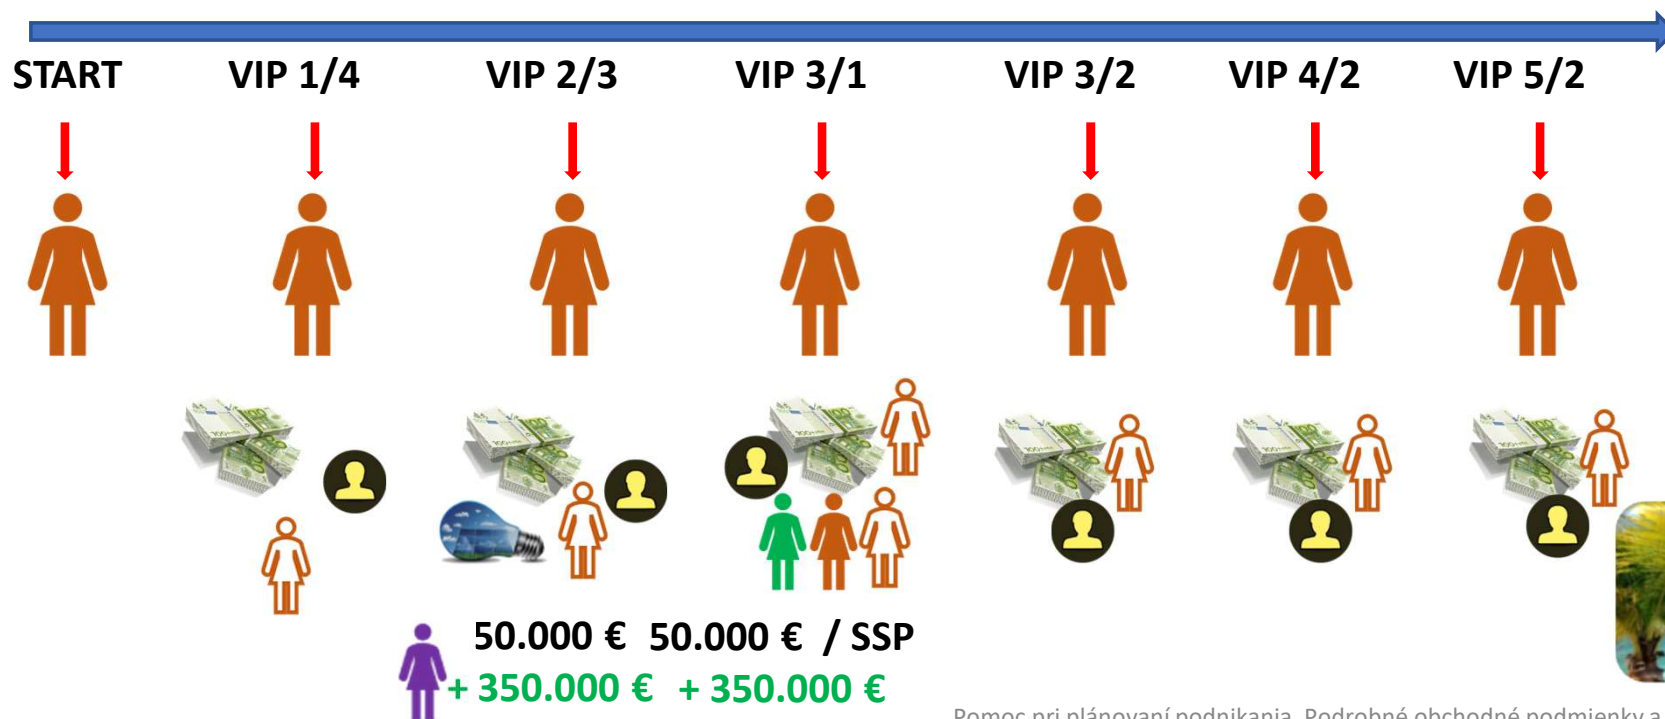 START VIP 1/4 VIP 2/3 VIP 3/1 VIP 3/2 VIP 4/2 VIP 5/2
50.000 € 50.000 € / SSP
+ 350.000 € + 350.000 €
Pomoc pri plánovaní podnikania. Podrobné obchodné podmienky a